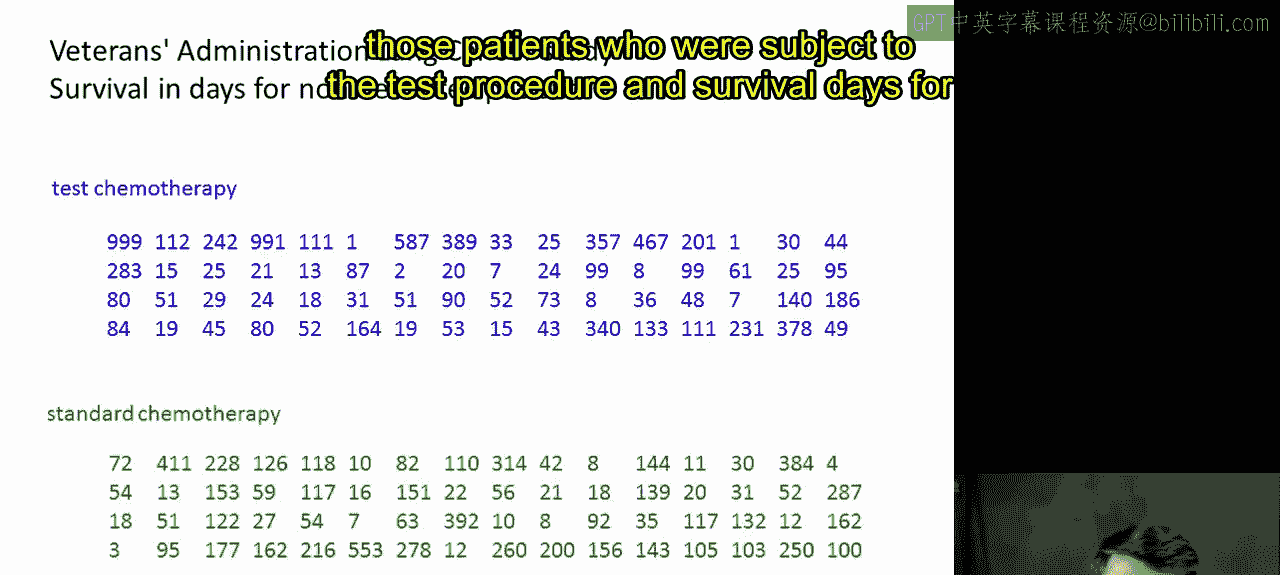 GPT中英字幕课程资源@bilibili.com
those patients who were subject to
the test procedure and survival days for
Veterans' Administration
Survival in days for
test chemotherapy
999 112 242 991 111 1 587 389 33 25 357 467 201 1 30 44
283 15 25 21 13 87 2 20 7 24 99 8 99 61 25 95
80 51 29 24 18 31 51 90 52 73 8 36 48 7 140 186
84 19 45 80 52 164 19 53 15 43 340 133 111 231 378 49
standard chemotherapy
72 411 228 126 118 10 82 110 314 42 8 144 11 30 384 4
54 13 153 59 117 16 151 22 56 21 18 139 20 31 52 287
18 51 122 27 54 7 63 392 10 8 92 35 117 132 12 162
3 95 177 162 216 553 278 12 260 200 156 143 105 103 250 100